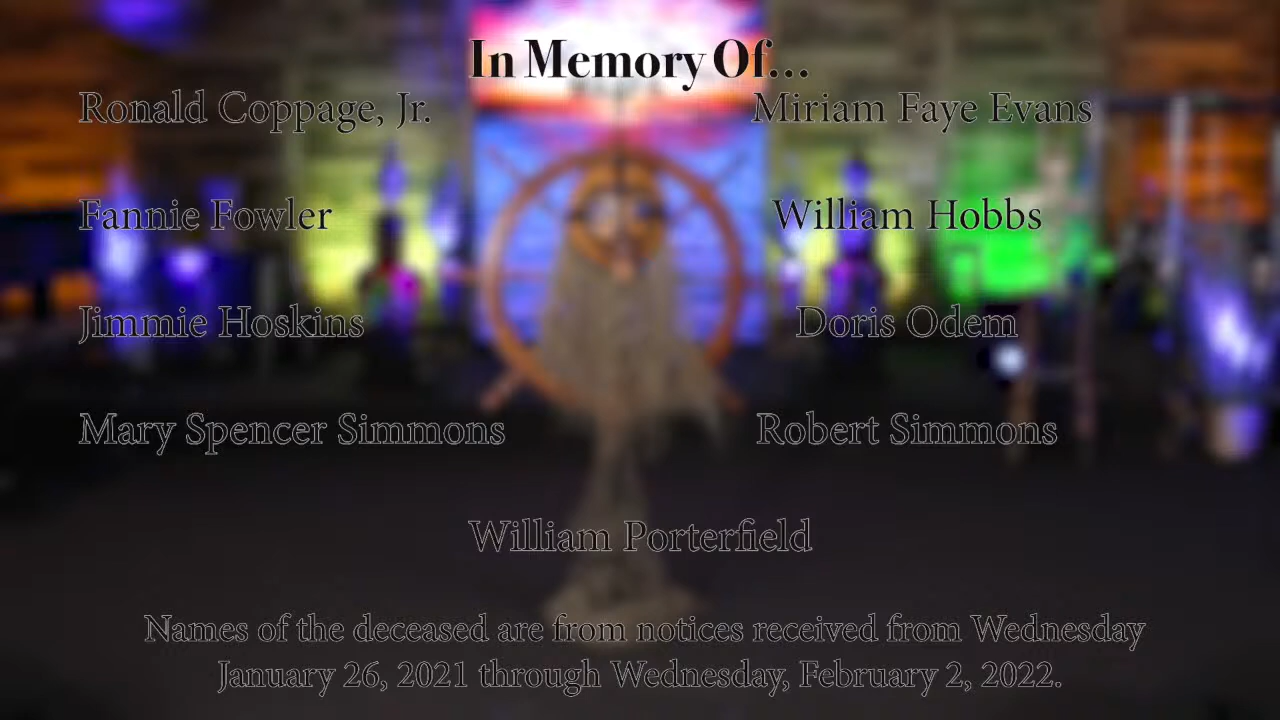 In Memory Of...
Ronald Coppage, Jr.
Miriam Faye Evans
Fannie Fowler
William Hobbs
Jimmie Hoskins
Doris Odem
Mary Spencer Simmons
Robert Simmons
William Porterfield
Names of the deceased are from notices received from Wednesday
January 26, 2021 through Wednesday, February 2, 2022.